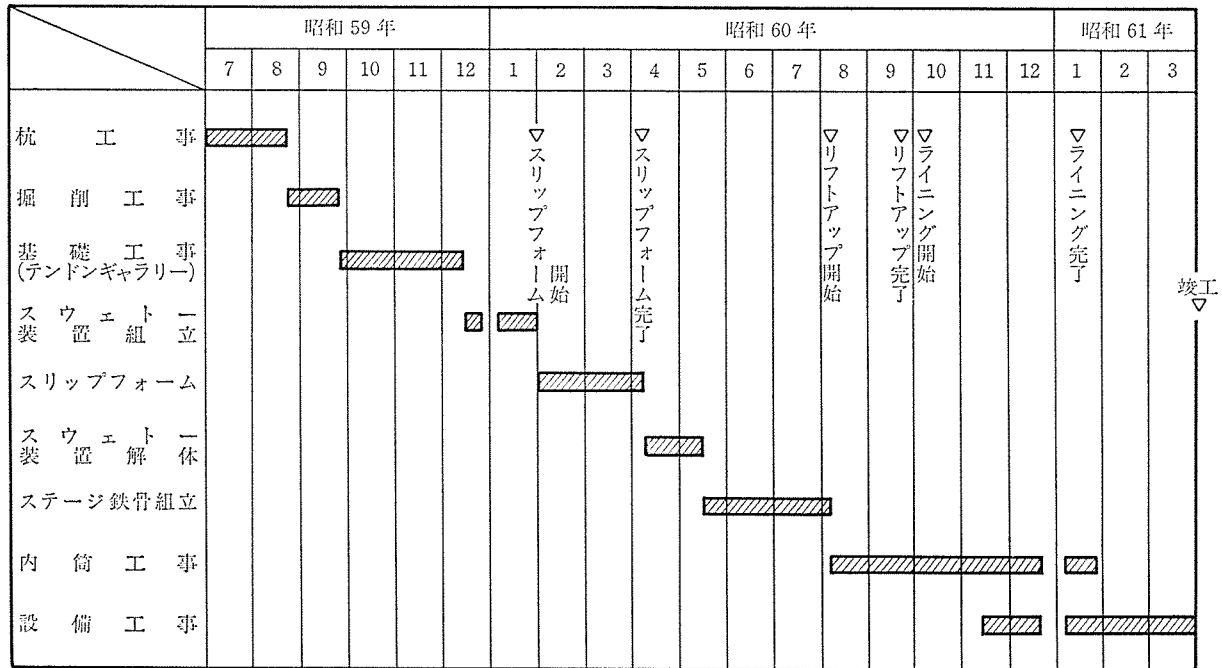 昭和 59 年 昭和 60 年 昭和 61 年
7 8 9 10 11 12 1 2 3 4 5 6 7 8 9 10 11 12 1 2 3
杭工事
掘削工事
基礎工事
(テンドンギャラリー)
スウェトー
装置組立
スリップフォーム
スウェトー
装置解体
ステージ鉄骨組立
内筒工事
設備工事
▽スリップフォーム
開始
▽スリップフォーム完了
▽リフトアップ開始
▽リフトアップ完了
▽ライニング開始
▽ライニング完了
竣工
▽